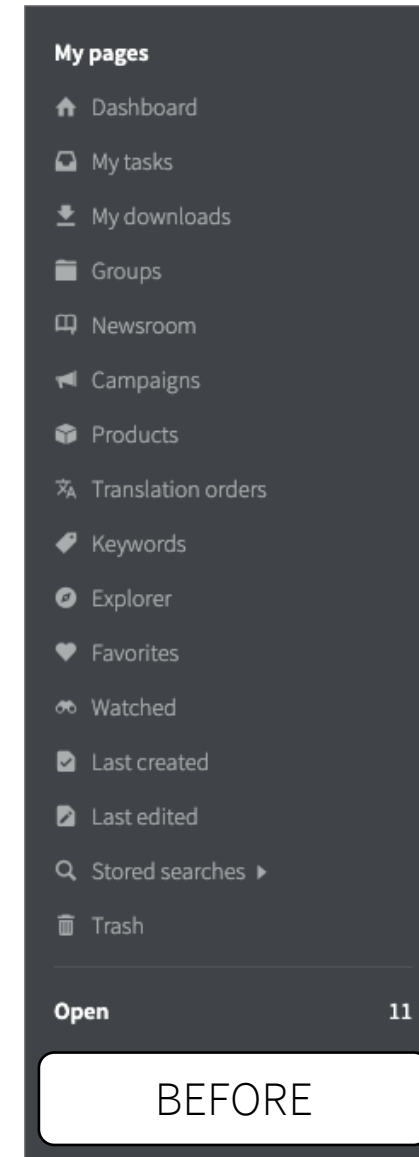 My pages
Dashboard
My tasks
My downloads
Groups
Newsroom
Campaigns
Products
Translation orders
Keywords
Explorer
Favorites
Watched
Last created
Last edited
Stored searches
Trash
Open 11
BEFORE